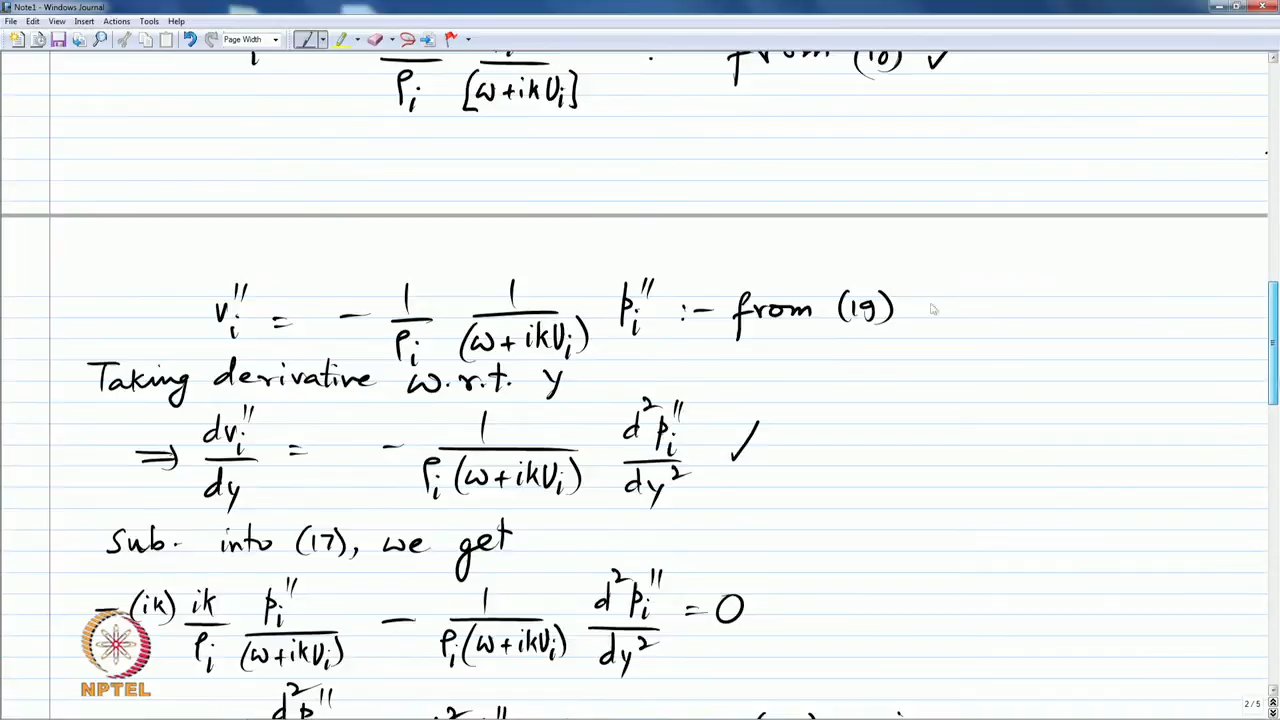 Note1 - Windows Journal
File Edit View Insert Actions Tools Help
Page Width
ρi [ω+ikUi] from (18) ✓
vi'' = - 1/ρi 1/(ω+ikUi) pi'' :- from (19)
Taking derivative w.r.t. y
⇒ dvi''/dy = - 1/ρi(ω+ikUi) d²pi''/dy² ✓
Sub. into (17), we get
-(ik) ik/ρi pi''/(ω+ikUi) - 1/ρi(ω+ikUi) d²pi''/dy² = 0
NPTEL
2 / 5